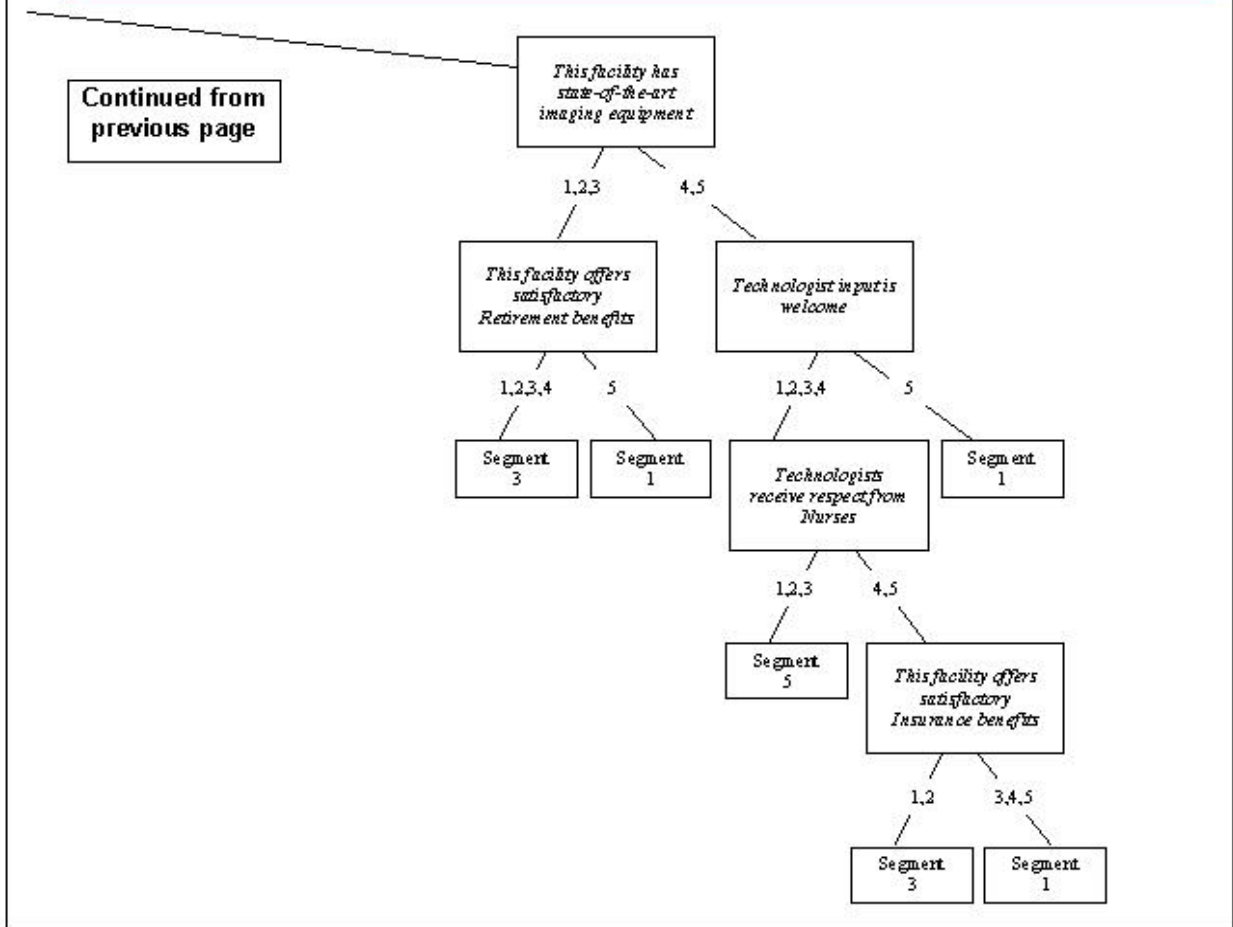 Continued from
previous page
This facility has
state-of-the-art
imaging equipment
1,2,3
4,5
This facility offers
satisfactory
Retirement benefits
Technologist input is
welcome
1,2,3,4
5
1,2,3,4
5
Segment
3
Segment
1
Technologists
receive respect from
Nurses
Segment
1
1,2,3
4,5
Segment
5
This facility offers
satisfactory
Insurance benefits
1,2
3,4,5
Segment
3
Segment
1